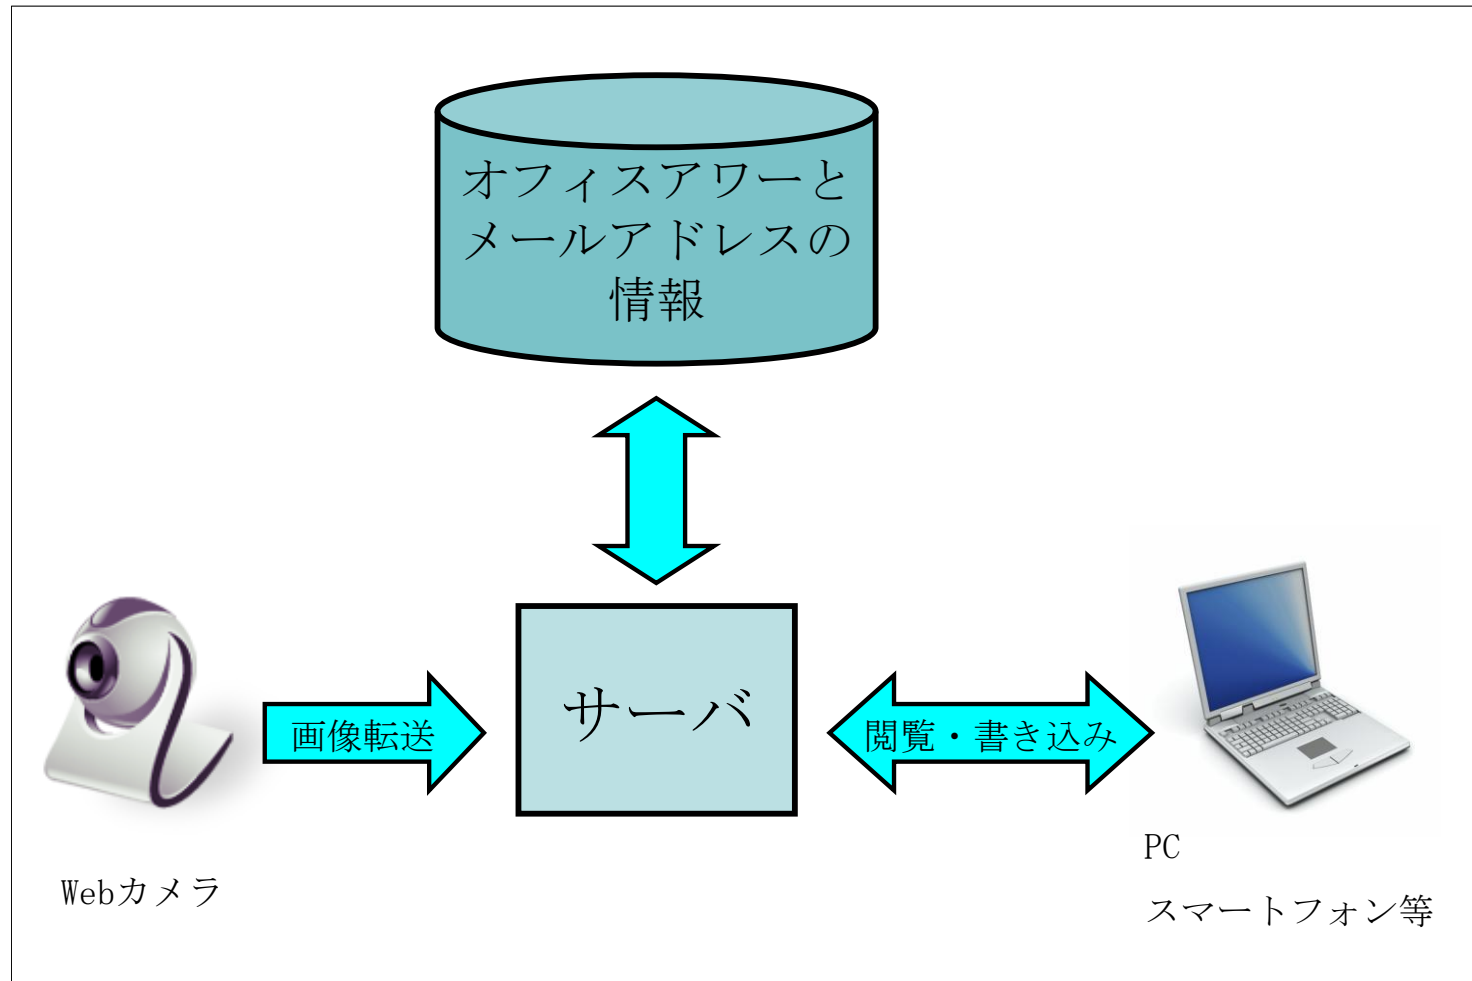 オフィスアワーと
メールアドレスの
情報
サーバ
画像転送
閲覧・書き込み
Webカメラ
PC
スマートフォン等